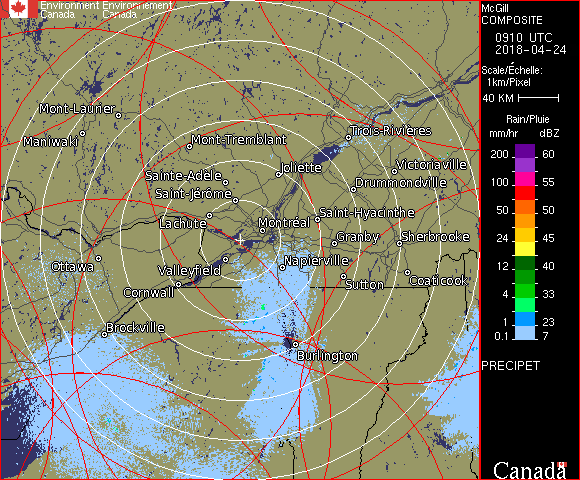 Environment Environnement
Canada Canada
McGill
COMPOSITE
0910 UTC
2018-04-24
Scale/Échelle:
1km/Pixel
40 KM
Rain/Pluie
mm/hr dBZ
200 60
100 55
50 50
24 45
12 40
4 33
1 23
0.1 7
PRECIPET
Mont-Laurier
Maniwaki
Mont-Tremblant
Trois-Rivières
Joliette
Victoriaville
Sainte-Adèle
Drummondville
Saint-Jérôme
Saint-Hyacinthe
Lachute
Montréal
Granby
Sherbrooke
Ottawa
Valleyfield
Napierville
Cornwall
Sutton
Coaticook
Brockville
Burlington
Canada